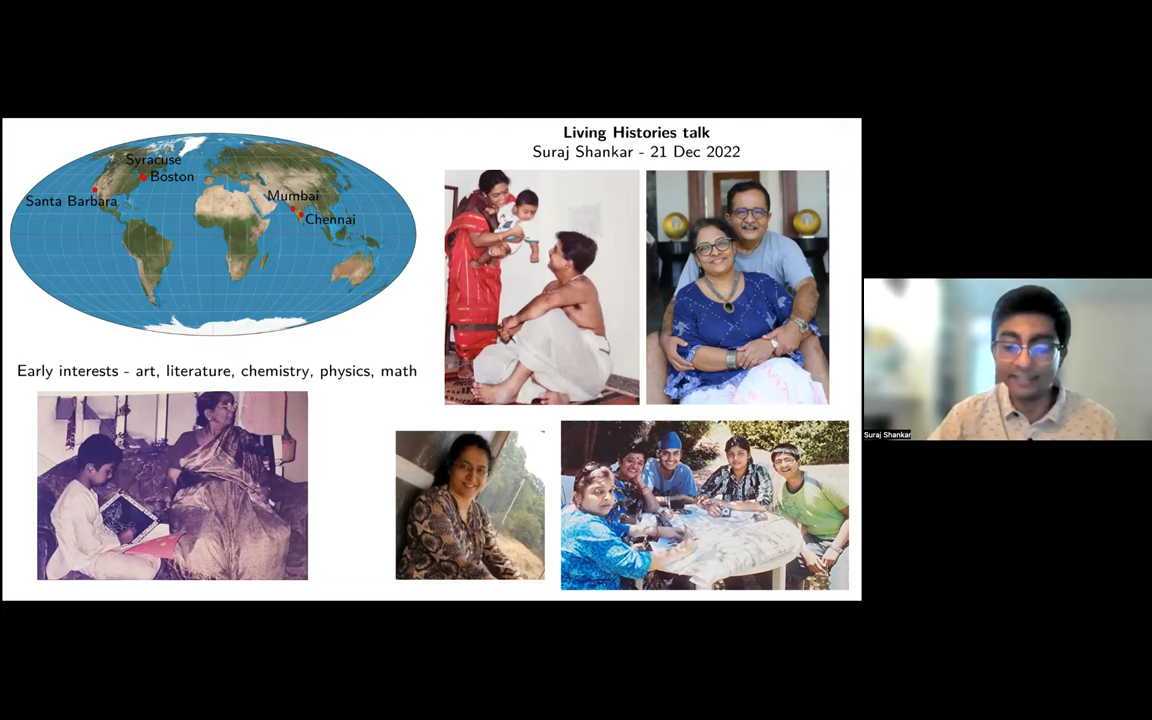 Living Histories talk
Suraj Shankar - 21 Dec 2022
Syracuse
Boston
Santa Barbara
Mumbai
Chennai
Early interests - art, literature, chemistry, physics, math
Suraj Shankar